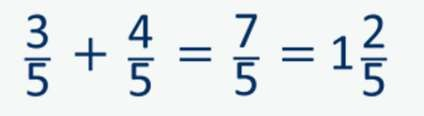 3/5 + 4/5 = 7/5 = 1 2/5